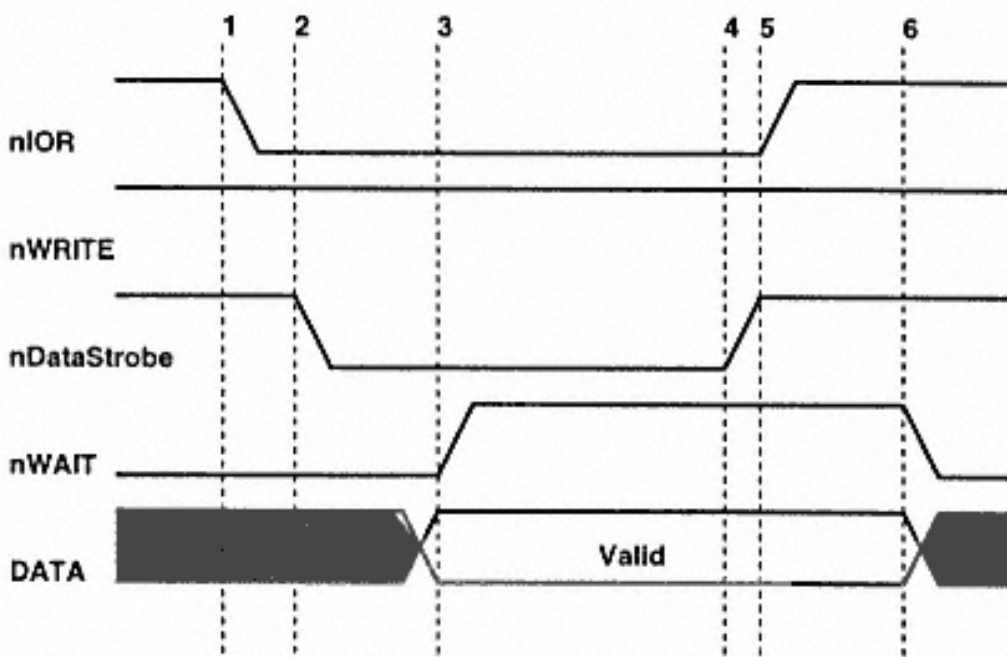 1 2 3 4 5 6
nIOR
nWRITE
nDataStrobe
nWAIT
DATA Valid